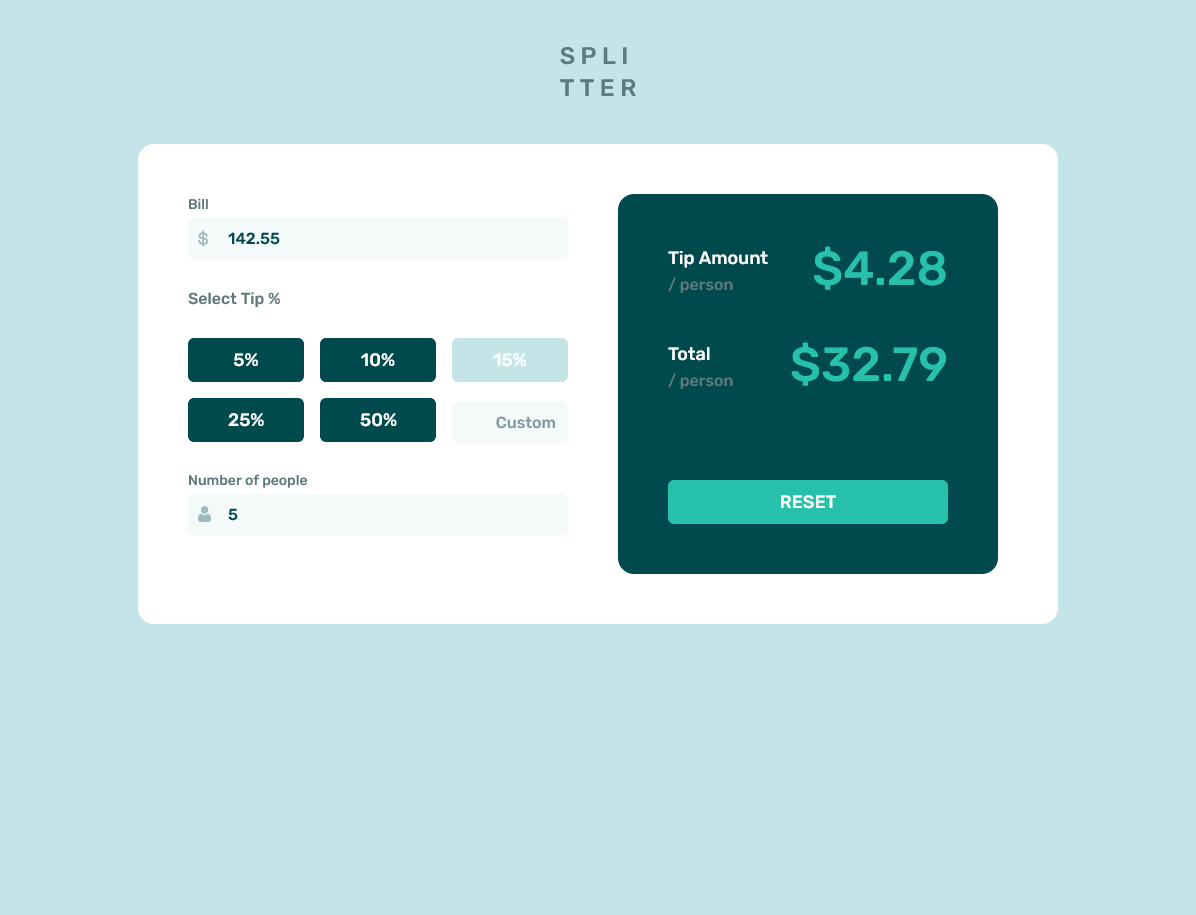 SPLI
TTER
Bill
$ 142.55
Select Tip %
5% 10% 15%
25% 50% Custom
Number of people
5
Tip Amount
/ person
$4.28
Total
/ person
$32.79
RESET